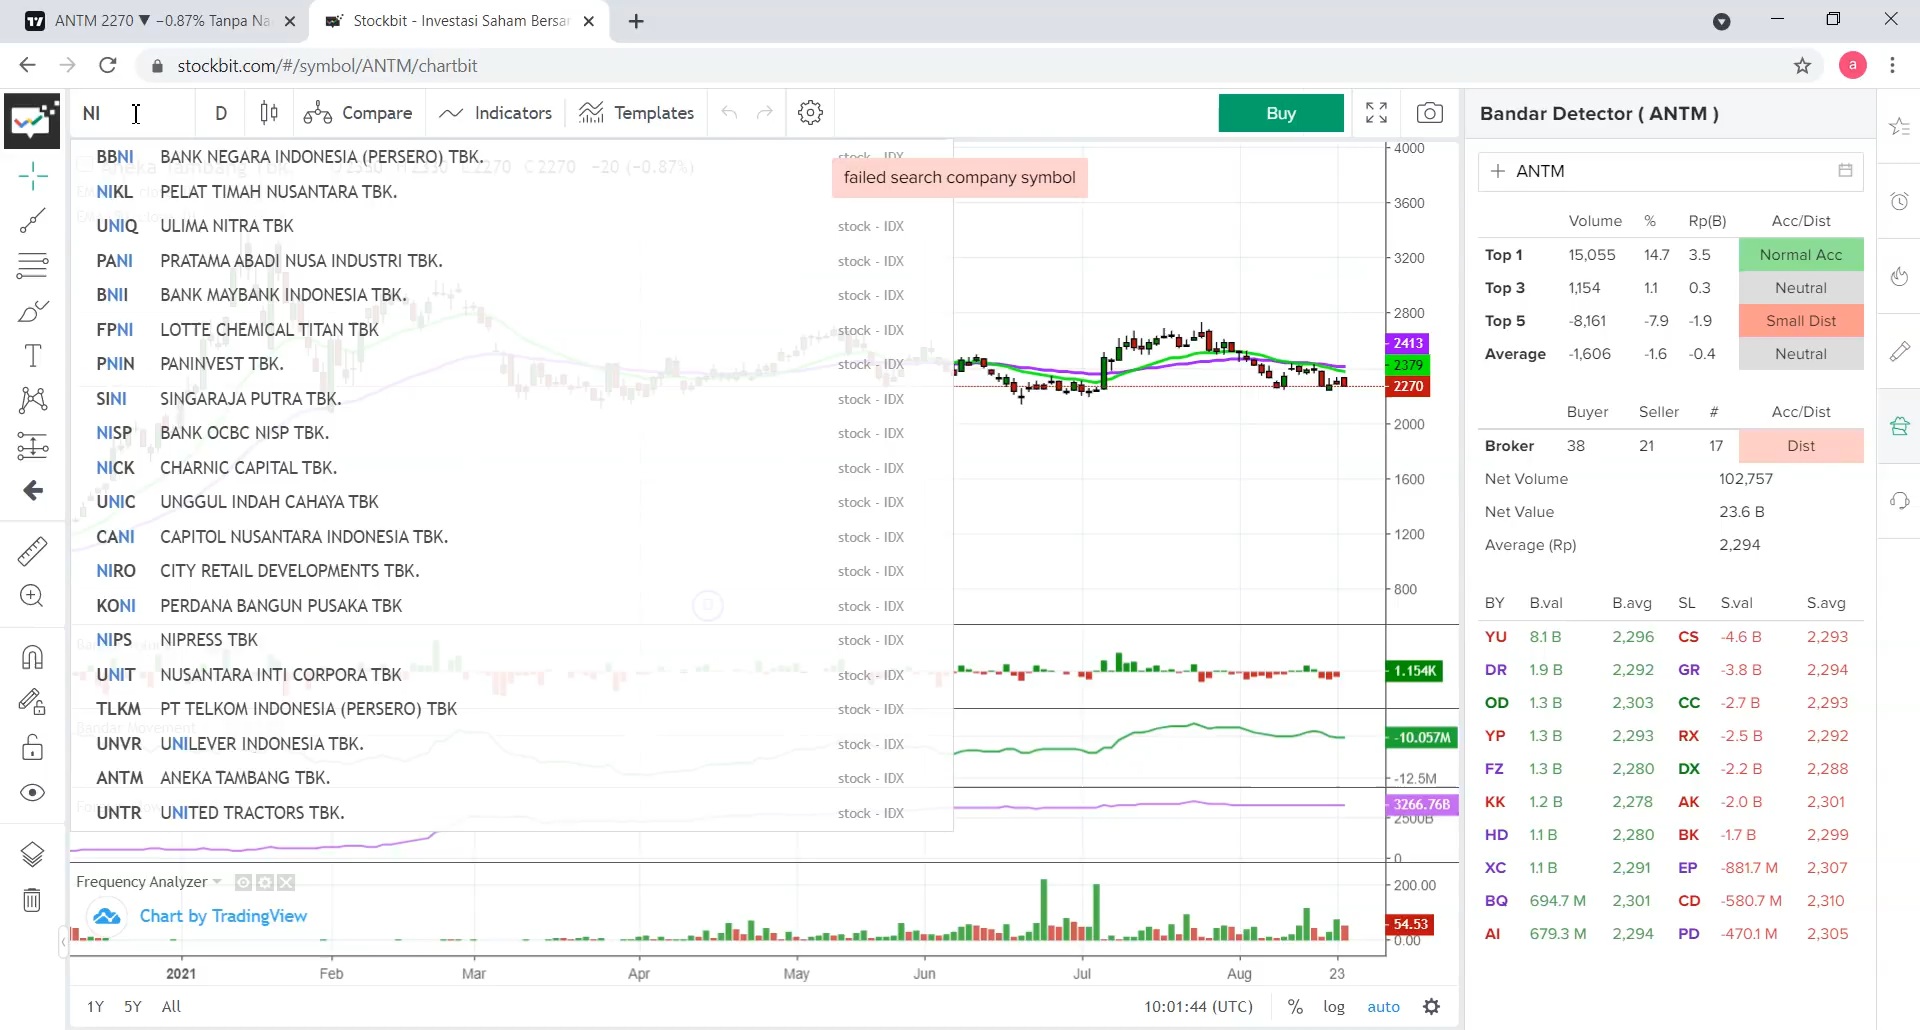 ANTM 2270 ▼ −0.87% Tanpa Na
Stockbit - Investasi Saham Bersar
stockbit.com/#/symbol/ANTM/chartbit
a
NI
D
Compare
Indicators
Templates
Buy
failed search company symbol
Aneka Tambang Tbk.
C 2270 −20 (−0.87%)
BBNI BANK NEGARA INDONESIA (PERSERO) TBK. stock - IDX
NIKL PELAT TIMAH NUSANTARA TBK.
UNIQ ULIMA NITRA TBK stock - IDX
PANI PRATAMA ABADI NUSA INDUSTRI TBK. stock - IDX
BNII BANK MAYBANK INDONESIA TBK. stock - IDX
FPNI LOTTE CHEMICAL TITAN TBK stock - IDX
PNIN PANINVEST TBK. stock - IDX
SINI SINGARAJA PUTRA TBK. stock - IDX
NISP BANK OCBC NISP TBK. stock - IDX
NICK CHARNIC CAPITAL TBK. stock - IDX
UNIC UNGGUL INDAH CAHAYA TBK stock - IDX
CANI CAPITOL NUSANTARA INDONESIA TBK. stock - IDX
NIRO CITY RETAIL DEVELOPMENTS TBK. stock - IDX
KONI PERDANA BANGUN PUSAKA TBK stock - IDX
NIPS NIPRESS TBK stock - IDX
UNIT NUSANTARA INTI CORPORA TBK stock - IDX
TLKM PT TELKOM INDONESIA (PERSERO) TBK stock - IDX
Bandar Movement
UNVR UNILEVER INDONESIA TBK. stock - IDX
ANTM ANEKA TAMBANG TBK. stock - IDX
UNTR UNITED TRACTORS TBK. stock - IDX
D
4000
3600
3200
2800
2413
2379
2270
2000
1600
1200
800
1.154K
-10.057M
-12.5M
3266.76B
2500B
0
Frequency Analyzer
Chart by TradingView
200.00
54.53
0.00
2021 Feb Mar Apr May Jun Jul Aug 23
1Y 5Y All
10:01:44 (UTC) % log auto
Bandar Detector ( ANTM )
ANTM
Volume % Rp(B) Acc/Dist
Top 1 15,055 14.7 3.5 Normal Acc
Top 3 1,154 1.1 0.3 Neutral
Top 5 -8,161 -7.9 -1.9 Small Dist
Average -1,606 -1.6 -0.4 Neutral
Buyer Seller # Acc/Dist
Broker 38 21 17 Dist
Net Volume 102,757
Net Value 23.6 B
Average (Rp) 2,294
BY B.val B.avg SL S.val S.avg
YU 8.1 B 2,296 CS -4.6 B 2,293
DR 1.9 B 2,292 GR -3.8 B 2,294
OD 1.3 B 2,303 CC -2.7 B 2,293
YP 1.3 B 2,293 RX -2.5 B 2,292
FZ 1.3 B 2,280 DX -2.2 B 2,288
KK 1.2 B 2,278 AK -2.0 B 2,301
HD 1.1 B 2,280 BK -1.7 B 2,299
XC 1.1 B 2,291 EP -881.7 M 2,307
BQ 694.7 M 2,301 CD -580.7 M 2,310
AI 679.3 M 2,294 PD -470.1 M 2,305